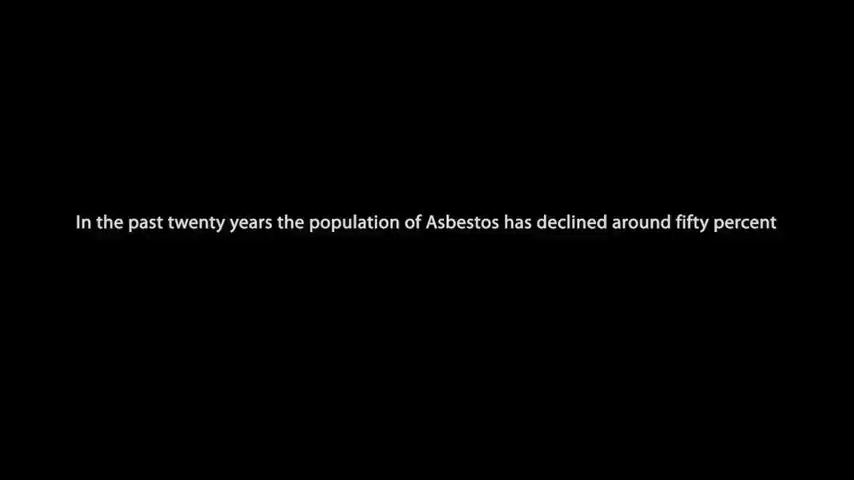 In the past twenty years the population of Asbestos has declined around fifty percent